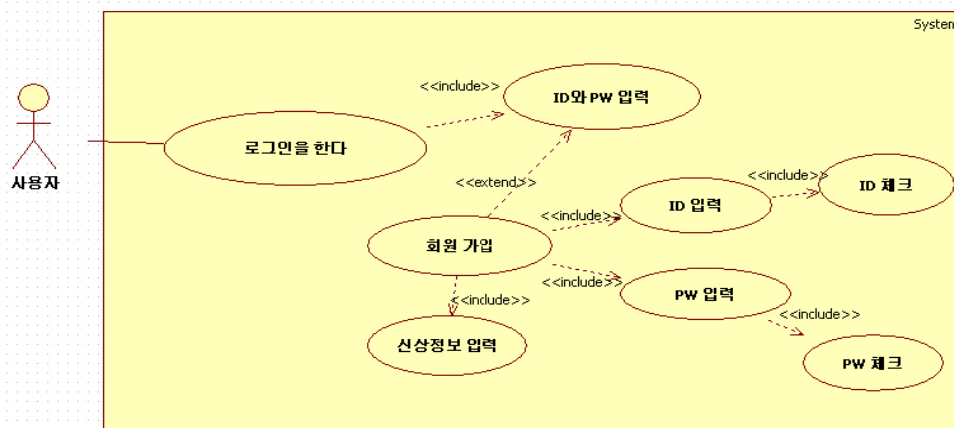 System
<<include>>
ID와 PW 입력
로그인을 한다
사용자
<<extend>>
<<include>>
ID 체크
ID 입력
<<include>>
회원 가입
<<include>>
PW 입력
<<include>>
<<include>>
신상정보 입력
PW 체크